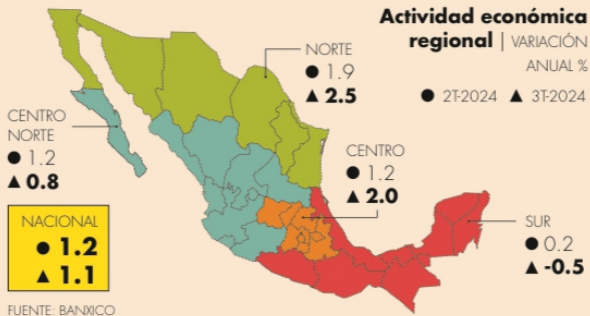 Actividad económica
regional | VARIACIÓN
ANUAL %
● 2T-2024 ▲ 3T-2024
NORTE
● 1.9
▲ 2.5
CENTRO
NORTE
● 1.2
▲ 0.8
CENTRO
● 1.2
▲ 2.0
NACIONAL
● 1.2
▲ 1.1
SUR
● 0.2
▲ -0.5
FUENTE: BANXICO